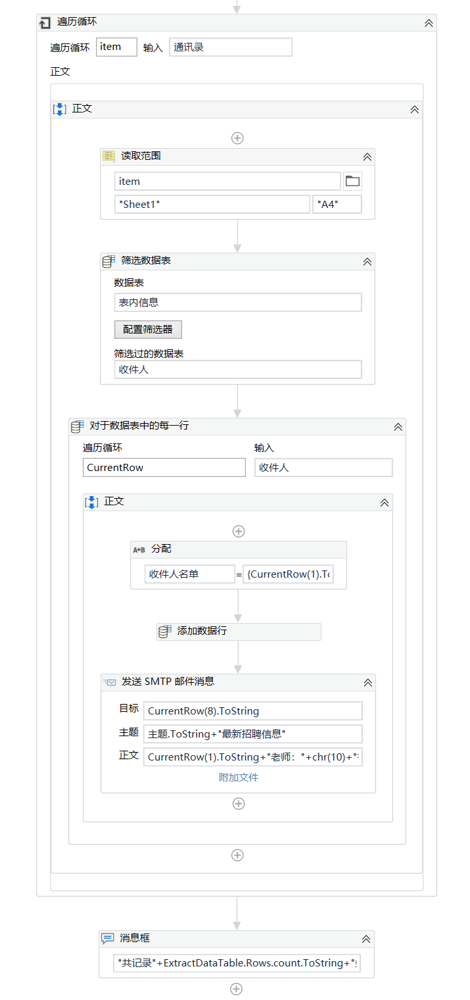 遍历循环
遍历循环 item 输入 通讯录
正文
正文
读取范围
item
"Sheet1" "A4"
筛选数据表
数据表
表内信息
配置筛选器
筛选过的数据表
收件人
对于数据表中的每一行
遍历循环 输入
CurrentRow 收件人
正文
A←B 分配
收件人名单 = {CurrentRow(1).To
添加数据行
发送 SMTP 邮件消息
目标 CurrentRow(8).ToString
主题 主题.ToString+"最新招聘信息"
正文 CurrentRow(1).ToString+"老师："+chr(10)+"
附加文件
消息框
"共记录"+ExtractDataTable.Rows.count.ToString+"